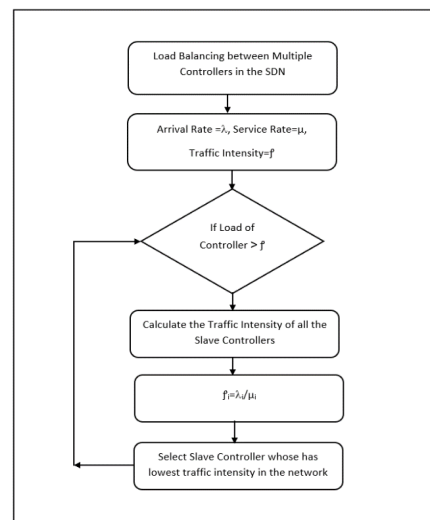 Load Balancing between Multiple
Controllers in the SDN
Arrival Rate =λ, Service Rate=μ,
Traffic Intensity=ƒ
If Load of
Controller > ƒ
Calculate the Traffic Intensity of all the
Slave Controllers
ƒᵢ=λᵢ/μᵢ
Select Slave Controller whose has
lowest traffic intensity in the network